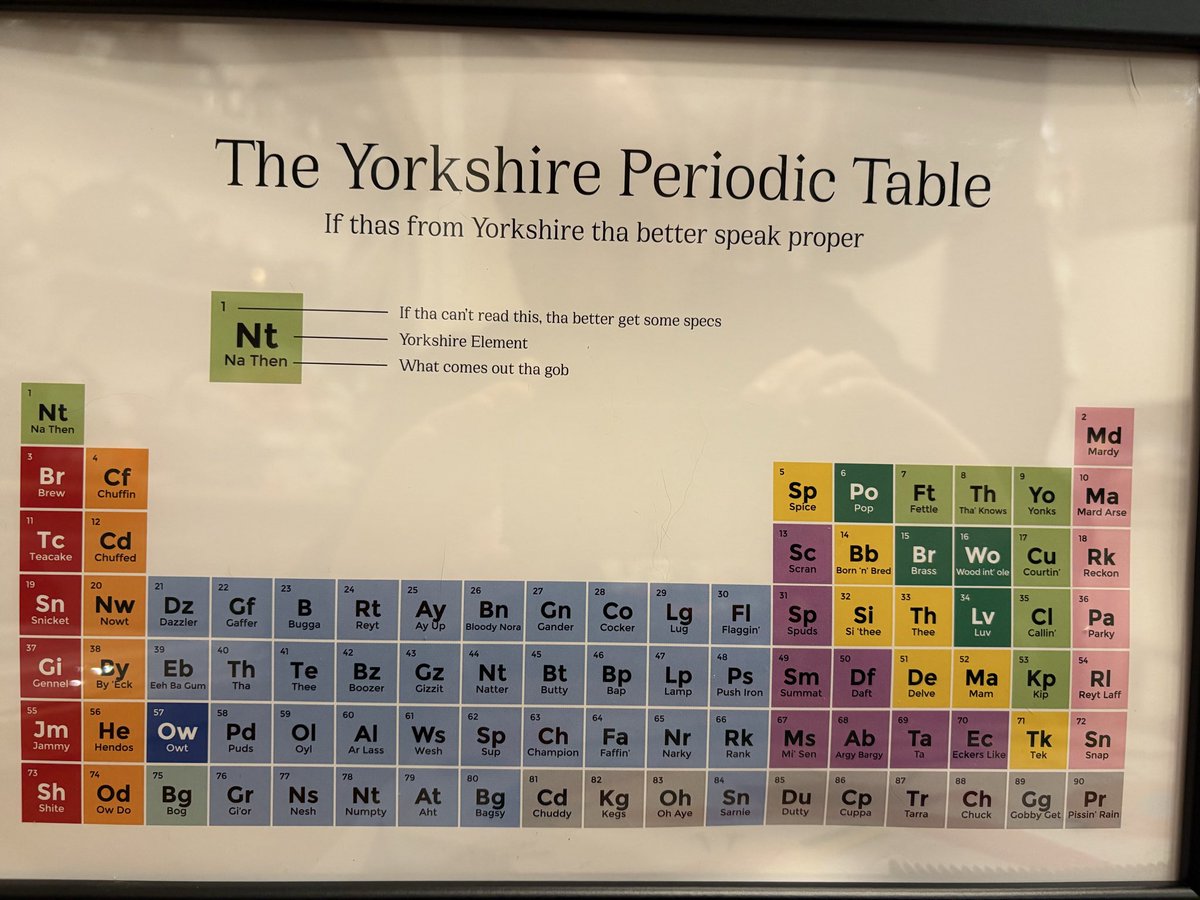 The Yorkshire Periodic Table
If thas from Yorkshire tha better speak proper
1
If tha can't read this, tha better get some specs
Nt
Yorkshire Element
Na Then
What comes out tha gob
1
Nt
Na Then
2
Md
Mardy
3
Br
Brew
4
Cf
Chuffin
5
Sp
Spice
6
Po
Pop
7
Ft
Fettle
8
Th
Tha' Knows
9
Yo
Yonks
10
Ma
Mard Arse
11
Tc
Teacake
12
Cd
Chuffed
13
Sc
Scran
14
Bb
Born 'n' Bred
15
Br
Brass
16
Wo
Wood int' ole
17
Cu
Courtin'
18
Rk
Reckon
19
Sn
Snicket
20
Nw
Nowt
21
Dz
Dazzler
22
Gf
Gaffer
23
B
Bugga
24
Rt
Reyt
25
Ay
Ay Up
26
Bn
Bloody Nora
27
Gn
Gander
28
Co
Cocker
29
Lg
Lug
30
Fl
Flaggin'
31
Sp
Spuds
32
Si
Si 'thee
33
Th
Thee
34
Lv
Luv
35
Cl
Callin'
36
Pa
Parky
37
Gi
Gennel
38
By
By 'Eck
39
Eb
Eeh Ba Gum
40
Th
Tha
41
Te
Thee
42
Bz
Boozer
43
Gz
Gizzit
44
Nt
Natter
45
Bt
Butty
46
Bp
Bap
47
Lp
Lamp
48
Ps
Push Iron
49
Sm
Summat
50
Df
Daft
51
De
Delve
52
Ma
Mam
53
Kp
Kip
54
Rl
Reyt Laff
55
Jm
Jammy
56
He
Hendos
57
Ow
Owt
58
Pd
Puds
59
Ol
Oyl
60
Al
Ar Lass
61
Ws
Wesh
62
Sp
Sup
63
Ch
Champion
64
Fa
Faffin'
65
Nr
Narky
66
Rk
Rank
67
Ms
Mi' Sen
68
Ab
Argy Bargy
69
Ta
Ta
70
Ec
Eckers Like
71
Tk
Tek
72
Sn
Snap
73
Sh
Shite
74
Od
Ow Do
75
Bg
Bog
76
Gr
Gi'or
77
Ns
Nesh
78
Nt
Numpty
79
At
Aht
80
Bg
Bagsy
81
Cd
Chuddy
82
Kg
Kegs
83
Oh
Oh Aye
84
Sn
Sarnie
85
Du
Dutty
86
Cp
Cuppa
87
Tr
Tarra
88
Ch
Chuck
89
Gg
Gobby Get
90
Pr
Pissin' Rain